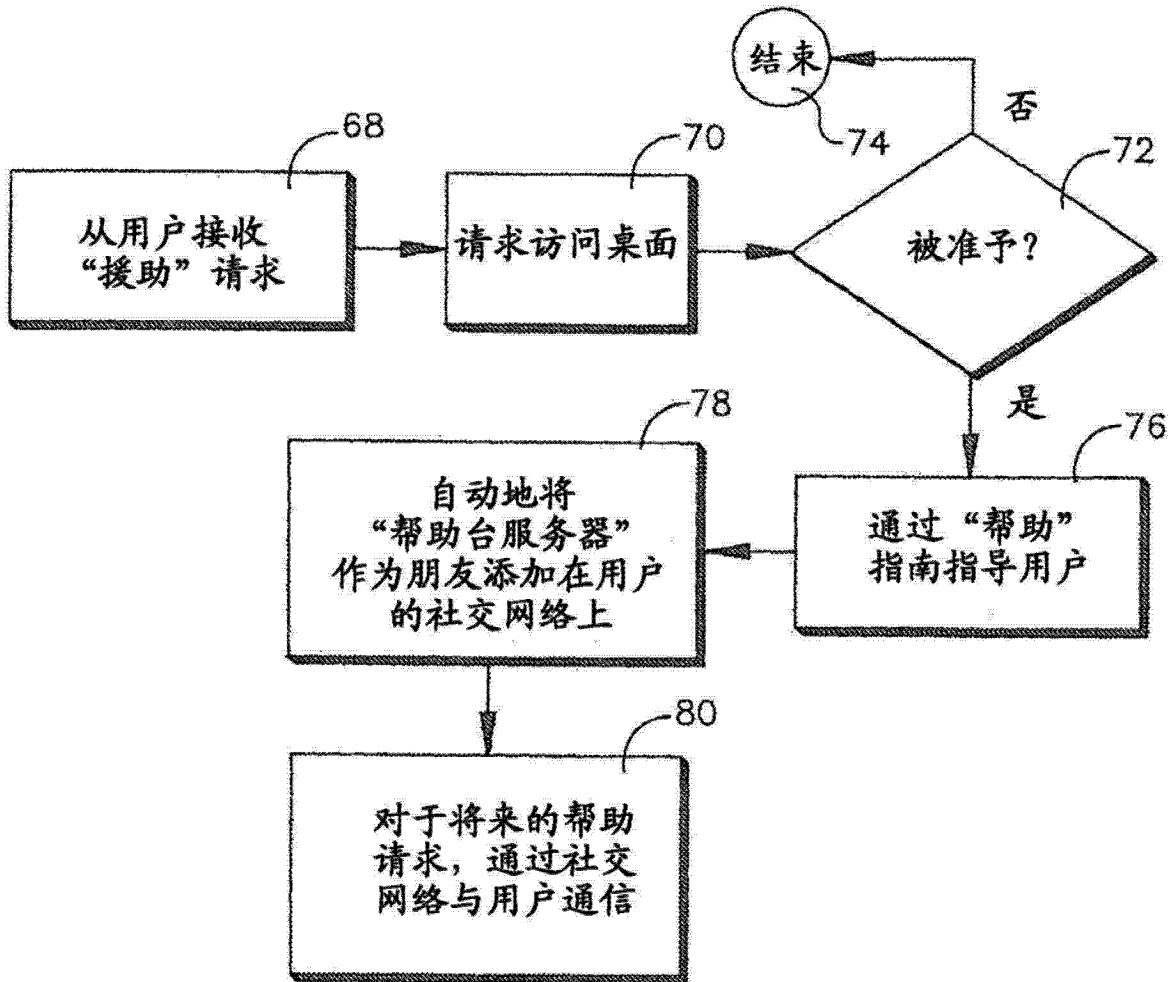 结束
74
否
68
从用户接收
“援助”请求
70
请求访问桌面
72
被准予?
是
76
通过“帮助”
指南指导用户
78
自动地将
“帮助台服务器”
作为朋友添加在用户
的社交网络上
80
对于将来的帮助
请求，通过社交
网络与用户通信